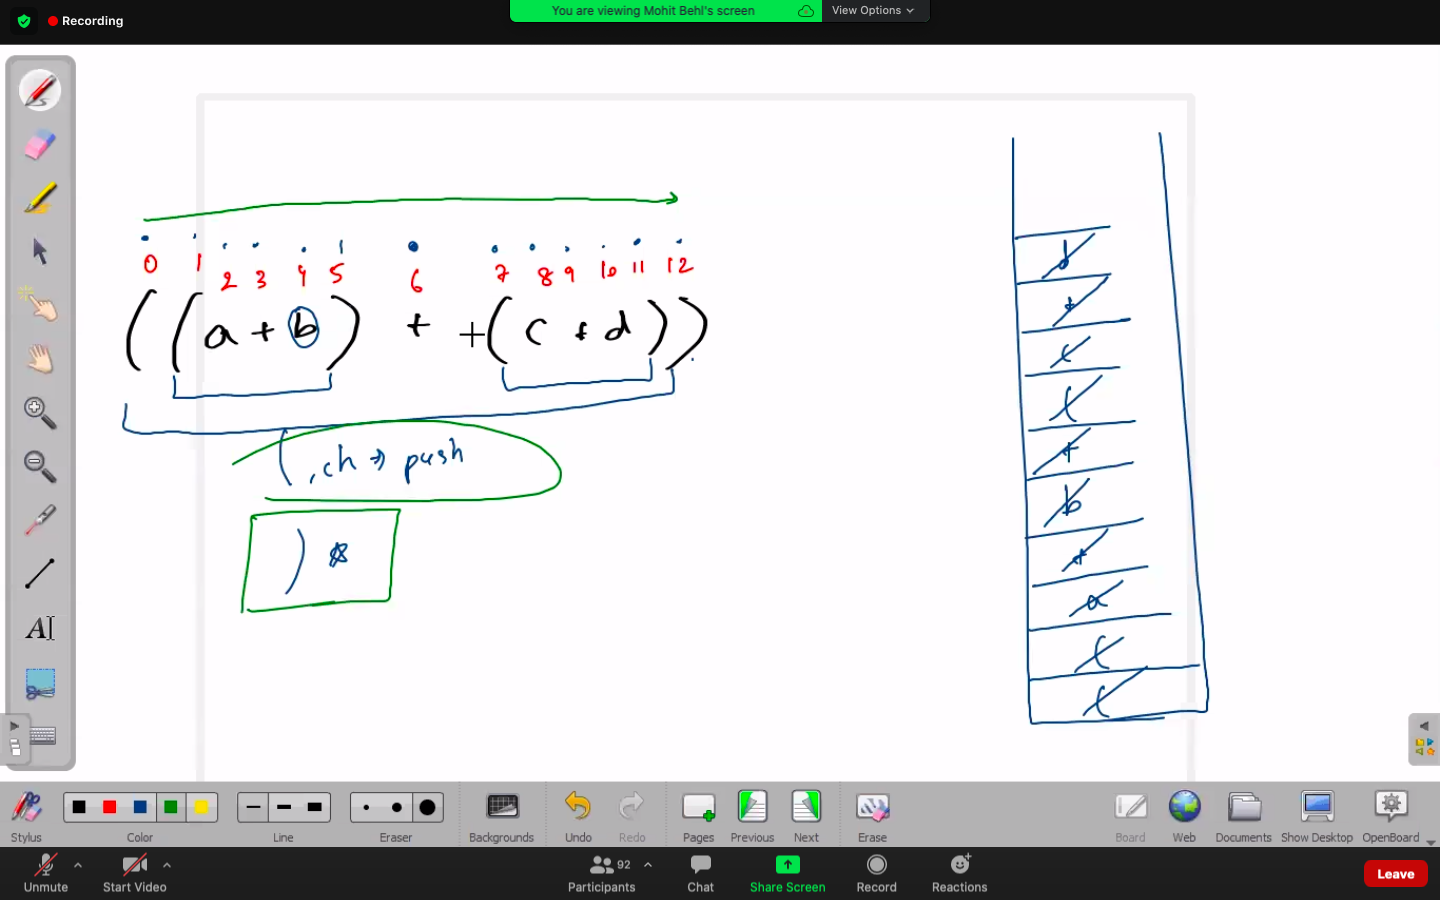 Recording
You are viewing Mohit Behl's screen View Options
0 1 2 3 4 5 6 7 8 9 10 11 12
( ( a + b ) + + ( c + d ) )
( , ch → push
)
d
+
c
(
+
b
+
a
(
(
A
Stylus Color Line Eraser Backgrounds Undo Redo Pages Previous Next Erase Board Web Documents Show Desktop OpenBoard
92
Unmute Start Video Participants Chat Share Screen Record Reactions Leave